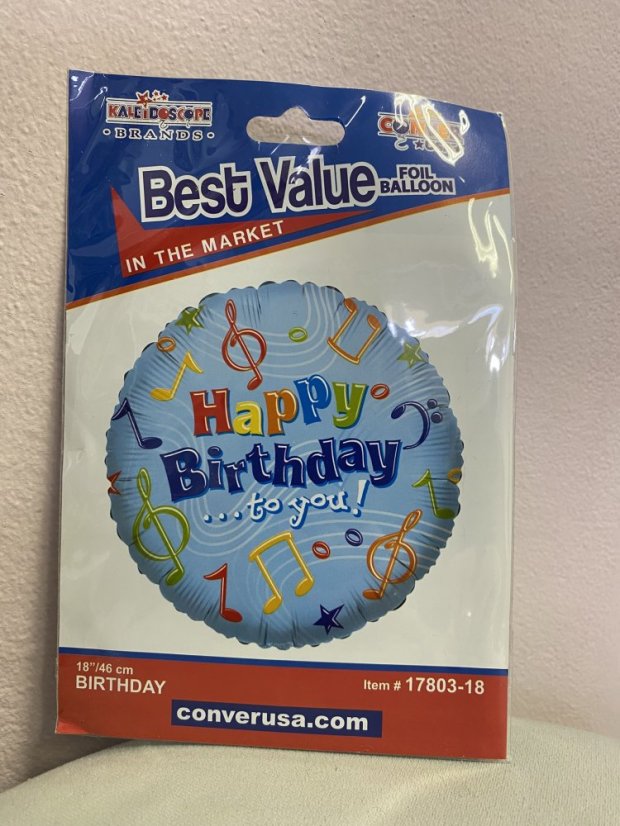 KALEIDOSCOPE
• BRANDS •
Best Value FOIL BALLOON
IN THE MARKET
Happy
Birthday
...to you!
18"/46 cm
BIRTHDAY
Item # 17803-18
converusa.com